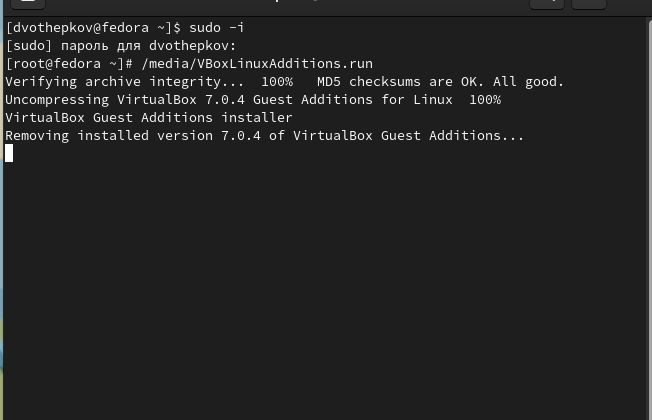 [dvothepkov@fedora ~]$ sudo -i
[sudo] пароль для dvothepkov:
[root@fedora ~]# /media/VBoxLinuxAdditions.run
Verifying archive integrity...  100%   MD5 checksums are OK. All good.
Uncompressing VirtualBox 7.0.4 Guest Additions for Linux  100%
VirtualBox Guest Additions installer
Removing installed version 7.0.4 of VirtualBox Guest Additions...